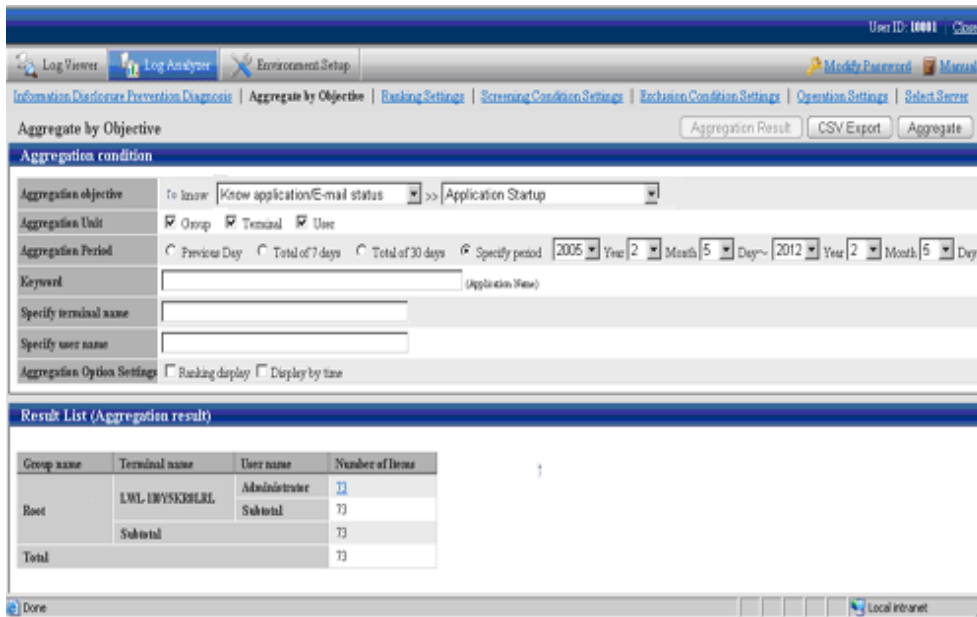 User ID: 10001 | Close
Log Viewer Log Analyzer Environment Setup Modify Password Manual
Information Disclosure Prevention Diagnosis | Aggregate by Objective | Ranking Settings | Screening Condition Settings | Exclusion Condition Settings | Operation Settings | Select Server
Aggregate by Objective Aggregation Result CSV Export Aggregate
Aggregation condition
Aggregation objective To know Know application/E-mail status >> Application Startup
Aggregation Unit Group Terminal User
Aggregation Period Previous Day Total of 7 days Total of 30 days Specify period 2005 Year 2 Month 5 Day~ 2012 Year 2 Month 5 Day
Keyword (Application Name)
Specify terminal name
Specify user name
Aggregation Option Settings Ranking display Display by time
Result List (Aggregation result)
Group name Terminal name User name Number of Items
Root Administrator 73
Subtotal 73
Subtotal 73
Total 73
Done Local intranet